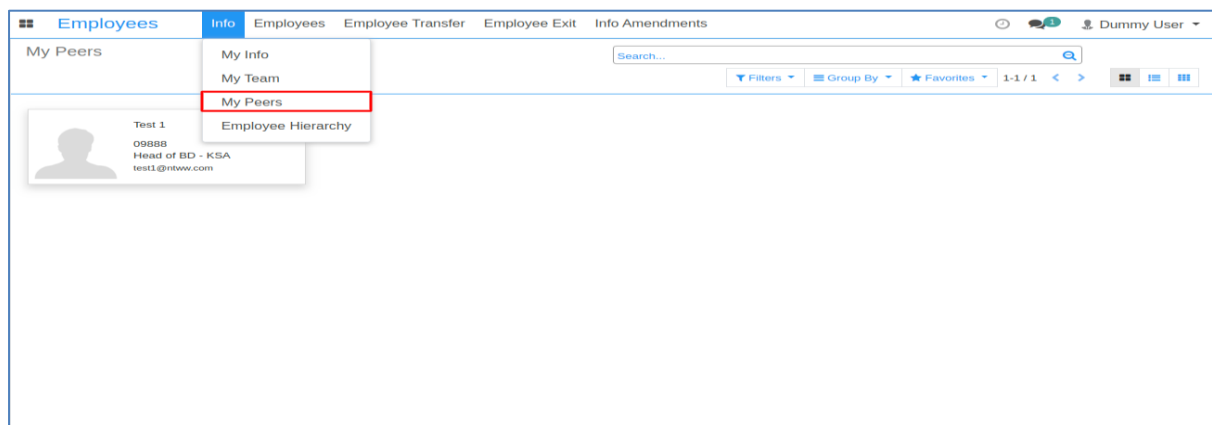 Employees Info Employees Employee Transfer Employee Exit Info Amendments 1 Dummy User
My Peers
Search...
Filters Group By Favorites 1-1 / 1
My Info
My Team
My Peers
Employee Hierarchy
Test 1
09888
Head of BD - KSA
test1@ntww.com